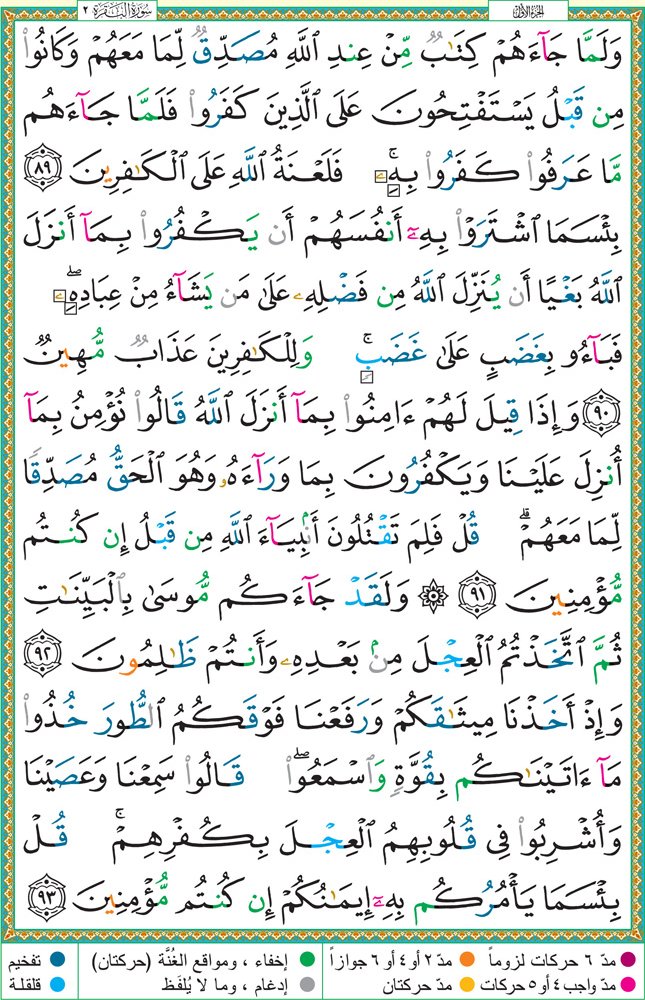 الجزء الأول
سورة البقرة ٢
وَلَمَّا جَآءَهُمْ كِتَٰبٌ مِّنْ عِندِ ٱللَّهِ مُصَدِّقٌ لِّمَا مَعَهُمْ وَكَانُوا۟
مِن قَبْلُ يَسْتَفْتِحُونَ عَلَى ٱلَّذِينَ كَفَرُوا۟ فَلَمَّا جَآءَهُم
مَّا عَرَفُوا۟ كَفَرُوا۟ بِهِۦ ۚ فَلَعْنَةُ ٱللَّهِ عَلَى ٱلْكَٰفِرِينَ ٨٩
بِئْسَمَا ٱشْتَرَوْا۟ بِهِۦٓ أَنفُسَهُمْ أَن يَكْفُرُوا۟ بِمَآ أَنزَلَ
ٱللَّهُ بَغْيًا أَن يُنَزِّلَ ٱللَّهُ مِن فَضْلِهِۦ عَلَىٰ مَن يَشَآءُ مِنْ عِبَادِهِۦ ۖ
فَبَآءُو بِغَضَبٍ عَلَىٰ غَضَبٍ ۚ وَلِلْكَٰفِرِينَ عَذَابٌ مُّهِينٌ
٩٠ وَإِذَا قِيلَ لَهُمْ ءَامِنُوا۟ بِمَآ أَنزَلَ ٱللَّهُ قَالُوا۟ نُؤْمِنُ بِمَآ
أُنزِلَ عَلَيْنَا وَيَكْفُرُونَ بِمَا وَرَآءَهُۥ وَهُوَ ٱلْحَقُّ مُصَدِّقًا
لِّمَا مَعَهُمْ ۗ قُلْ فَلِمَ تَقْتُلُونَ أَنۢبِيَآءَ ٱللَّهِ مِن قَبْلُ إِن كُنتُم
مُّؤْمِنِينَ ٩١ ۞ وَلَقَدْ جَآءَكُم مُّوسَىٰ بِٱلْبَيِّنَٰتِ
ثُمَّ ٱتَّخَذْتُمُ ٱلْعِجْلَ مِنۢ بَعْدِهِۦ وَأَنتُمْ ظَٰلِمُونَ ٩٢
وَإِذْ أَخَذْنَا مِيثَٰقَكُمْ وَرَفَعْنَا فَوْقَكُمُ ٱلطُّورَ خُذُوا۟
مَآ ءَاتَيْنَٰكُم بِقُوَّةٍ وَٱسْمَعُوا۟ ۖ قَالُوا۟ سَمِعْنَا وَعَصَيْنَا
وَأُشْرِبُوا۟ فِى قُلُوبِهِمُ ٱلْعِجْلَ بِكُفْرِهِمْ ۚ قُلْ
بِئْسَمَا يَأْمُرُكُم بِهِۦٓ إِيمَٰنُكُمْ إِن كُنتُم مُّؤْمِنِينَ ٩٣
مدّ ٦ حركات لزوماً ● مدّ ٢ أو ٤ أو ٦ جوازاً ● إخفاء ، ومواقع الغُنَّة (حركتان) ● تفخيم
مدّ واجب ٤ أو ٥ حركات ● مدّ حركتان ● إدغام ، وما لا يُلفَظ ● قلقلة